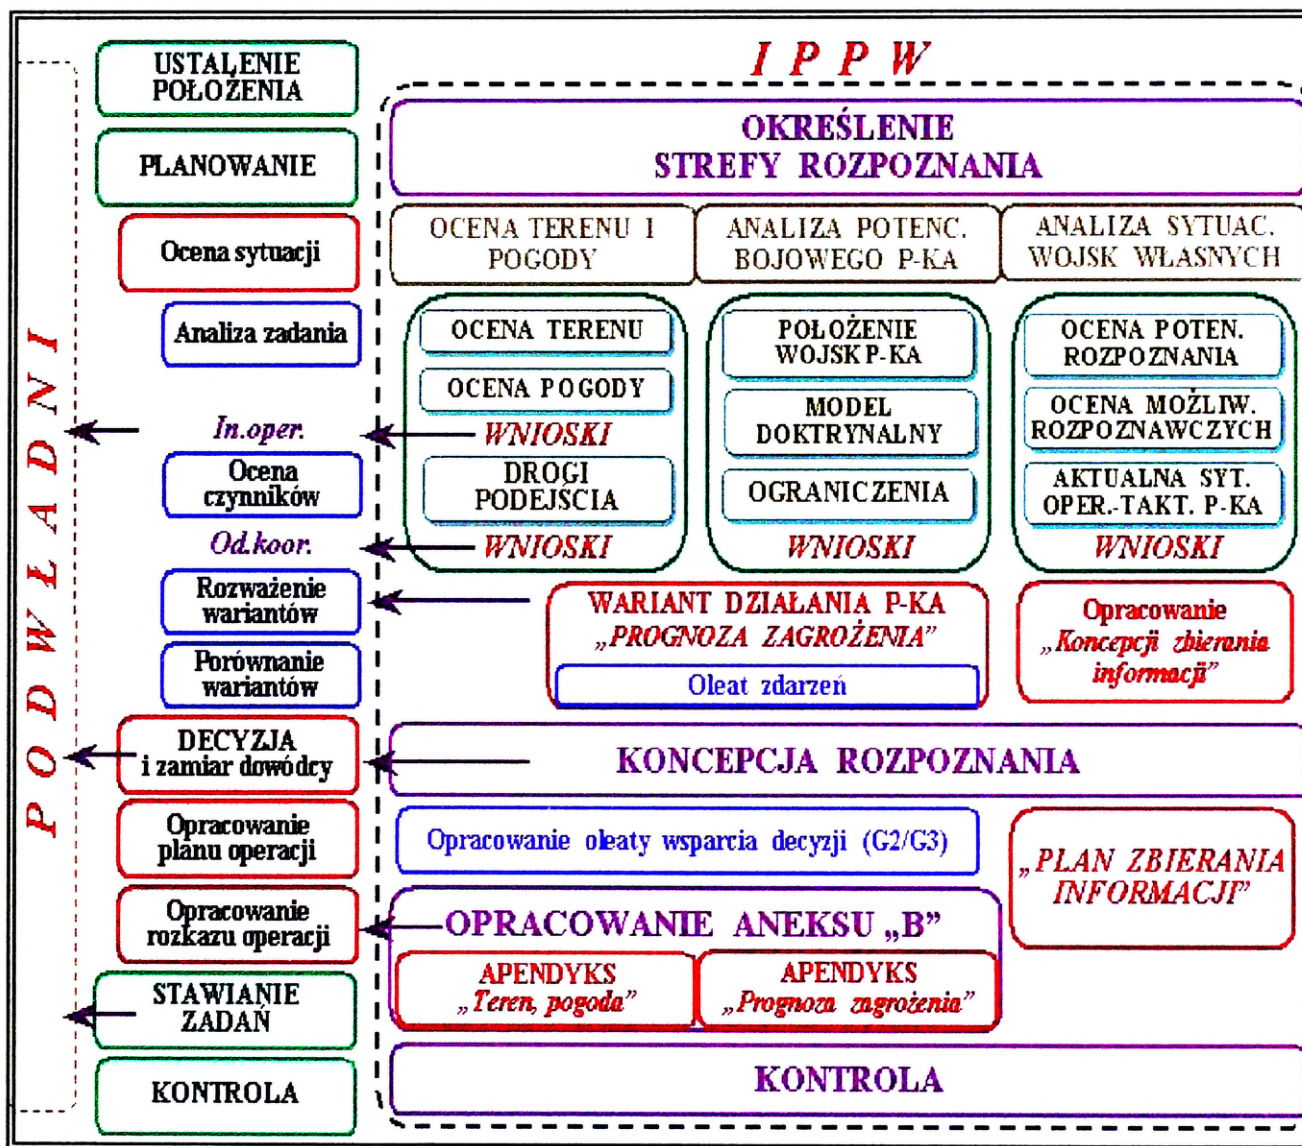 PODWŁADNI
USTALENIE
POŁOŻENIA
PLANOWANIE
Ocena sytuacji
Analiza zadania
In.oper.
Ocena
czynników
Od.koor.
Rozważenie
wariantów
Porównanie
wariantów
DECYZJA
i zamiar dowódcy
Opracowanie
planu operacji
Opracowanie
rozkazu operacji
STAWIANIE
ZADAŃ
KONTROLA
I P P W
OKREŚLENIE
STREFY ROZPOZNANIA
OCENA TERENU I
POGODY
ANALIZA POTENC.
BOJOWEGO P-KA
ANALIZA SYTUAC.
WOJSK WŁASNYCH
OCENA TERENU
OCENA POGODY
WNIOSKI
DROGI
PODEJŚCIA
WNIOSKI
POŁOŻENIE
WOJSK P-KA
MODEL
DOKTRYNALNY
OGRANICZENIA
WNIOSKI
OCENA POTEN.
ROZPOZNANIA
OCENA MOŻLIW.
ROZPOZNAWCZYCH
AKTUALNA SYT.
OPER.-TAKT. P-KA
WNIOSKI
WARIANT DZIAŁANIA P-KA
„PROGNOZA ZAGROŻENIA”
Oleat zdarzeń
Opracowanie
„Koncepcji zbierania
informacji”
KONCEPCJA ROZPOZNANIA
Opracowanie oleaty wsparcia decyzji (G2/G3)
„PLAN ZBIERANIA
INFORMACJI”
OPRACOWANIE ANEKSU „B”
APENDYKS
„Teren, pogoda”
APENDYKS
„Prognoza zagrożenia”
KONTROLA